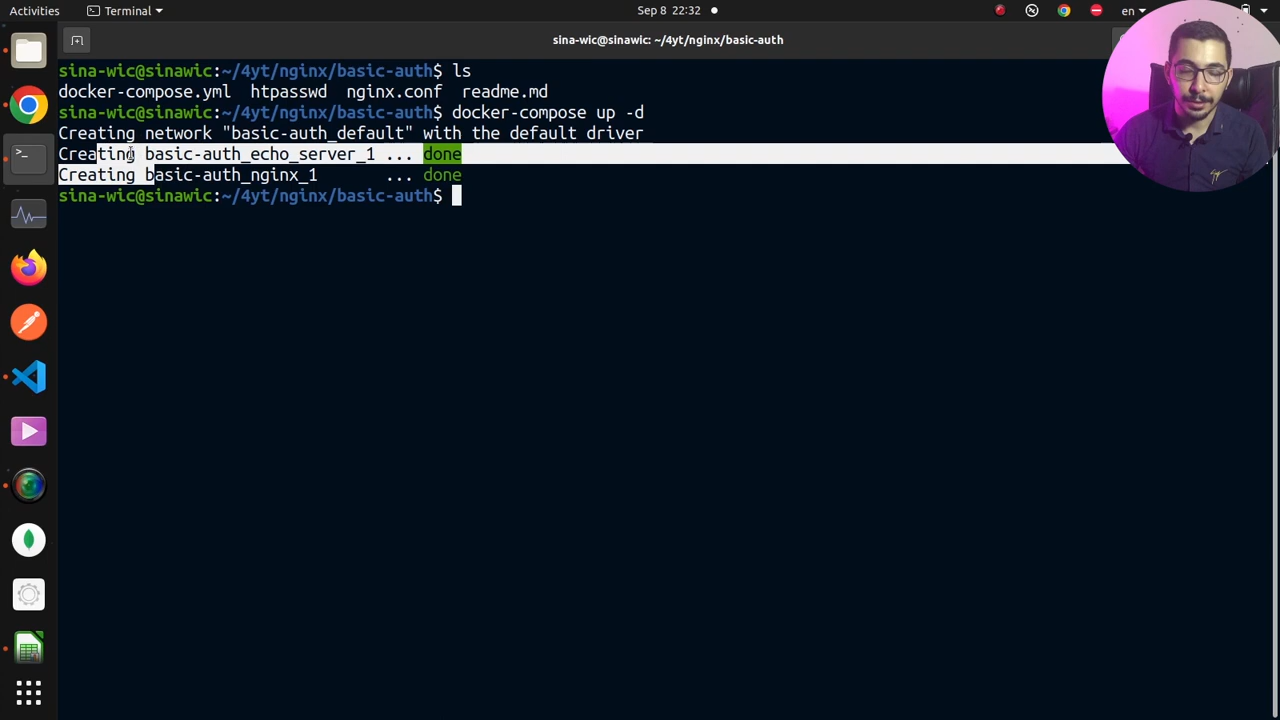 Activities
Terminal
Sep 8 22:32
en
sina-wic@sinawic: ~/4yt/nginx/basic-auth
sina-wic@sinawic:~/4yt/nginx/basic-auth$ ls
docker-compose.yml htpasswd nginx.conf readme.md
sina-wic@sinawic:~/4yt/nginx/basic-auth$ docker-compose up -d
Creating network "basic-auth_default" with the default driver
Creating basic-auth_echo_server_1 ... done
Creating basic-auth_nginx_1 ... done
sina-wic@sinawic:~/4yt/nginx/basic-auth$